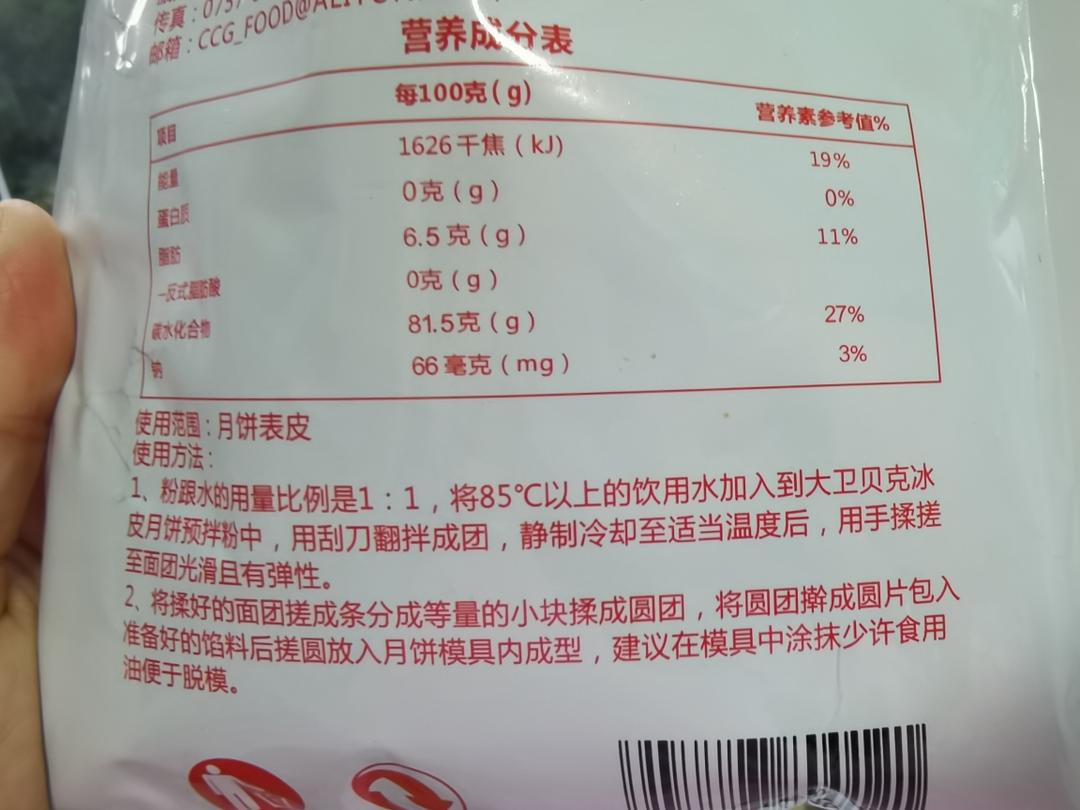 传真：0757
邮箱：CCG_FOOD@ALIYU
营养成分表
项目 每100克(g) 营养素参考值%
能量 1626千焦(kJ) 19%
蛋白质 0克(g) 0%
脂肪 6.5克(g) 11%
—反式脂肪酸 0克(g)
碳水化合物 81.5克(g) 27%
钠 66毫克(mg) 3%
使用范围：月饼表皮
使用方法：
1、粉跟水的用量比例是1：1，将85℃以上的饮用水加入到大卫贝克冰
皮月饼预拌粉中，用刮刀翻拌成团，静制冷却至适当温度后，用手揉搓
至面团光滑且有弹性。
2、将揉好的面团搓成条分成等量的小块揉成圆团，将圆团擀成圆片包入
准备好的馅料后搓圆放入月饼模具内成型，建议在模具中涂抹少许食用
油便于脱模。